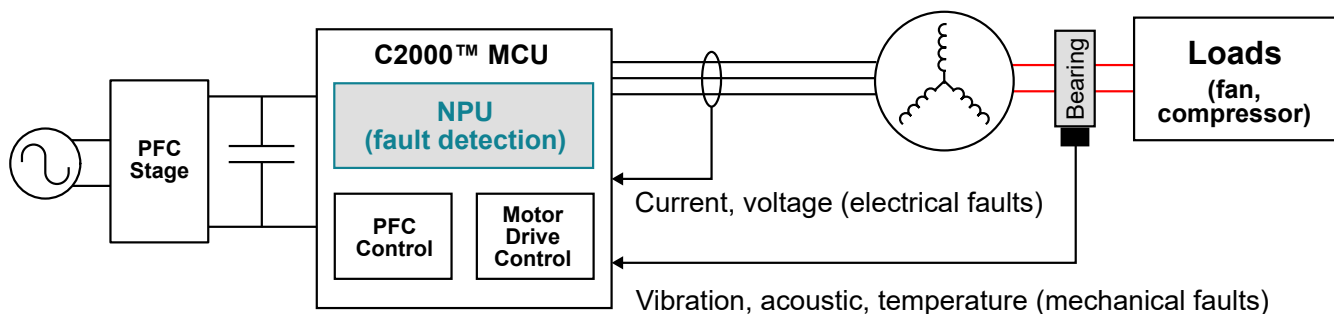 C2000™ MCU
NPU
(fault detection)
PFC
Stage
PFC
Control
Motor
Drive
Control
Bearing
Loads
(fan,
compressor)
Current, voltage (electrical faults)
Vibration, acoustic, temperature (mechanical faults)